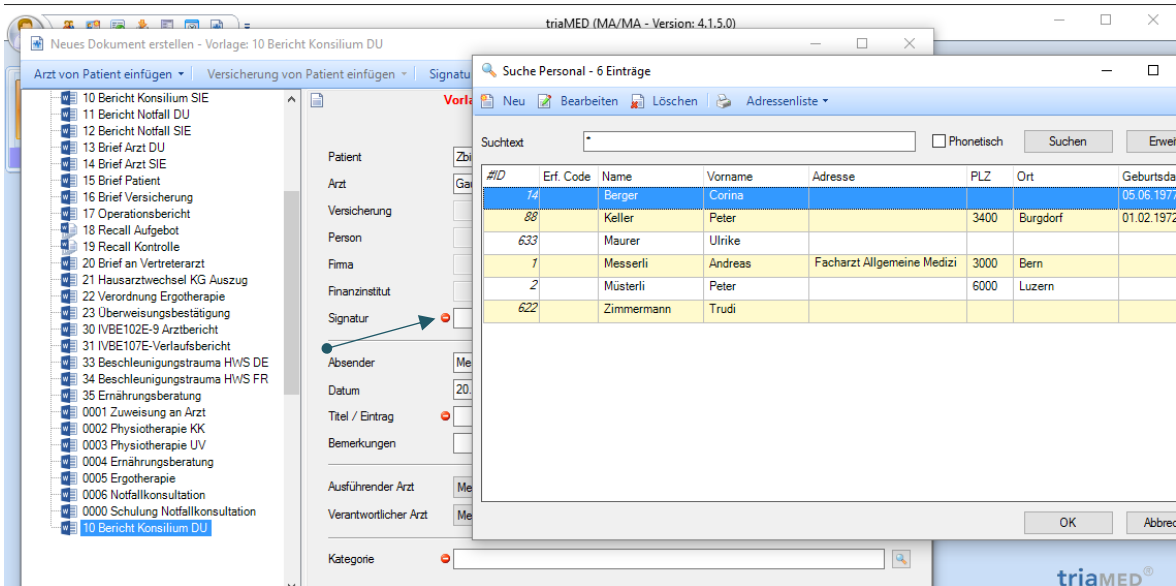 triaMED (MA/MA - Version: 4.1.5.0)
Neues Dokument erstellen - Vorlage: 10 Bericht Konsilium DU
Arzt von Patient einfügen Versicherung von Patient einfügen Signatu
10 Bericht Konsilium SIE
11 Bericht Notfall DU
12 Bericht Notfall SIE
13 Brief Arzt DU
14 Brief Arzt SIE
15 Brief Patient
16 Brief Versicherung
17 Operationsbericht
18 Recall Aufgebot
19 Recall Kontrolle
20 Brief an Vertreterarzt
21 Hausarztwechsel KG Auszug
22 Verordnung Ergotherapie
23 Überweisungsbestätigung
30 IVBE102E-9 Arztbericht
31 IVBE107E-Verlaufsbericht
33 Beschleunigungstrauma HWS DE
34 Beschleunigungstrauma HWS FR
35 Ernährungsberatung
0001 Zuweisung an Arzt
0002 Physiotherapie KK
0003 Physiotherapie UV
0004 Ernährungsberatung
0005 Ergotherapie
0006 Notfallkonsultation
0000 Schulung Notfallkonsultation
10 Bericht Konsilium DU
Vorla
Patient Zbi
Arzt Gau
Versicherung
Person
Firma
Finanzinstitut
Signatur
Absender Me
Datum 20.
Titel / Eintrag
Bemerkungen
Ausführender Arzt Me
Verantwortlicher Arzt Me
Kategorie
Suche Personal - 6 Einträge
Neu Bearbeiten Löschen Adressenliste
Suchtext * Phonetisch Suchen Erwei
#ID Erf. Code Name Vorname Adresse PLZ Ort Geburtsda
14 Berger Corina 05.06.1977
88 Keller Peter 3400 Burgdorf 01.02.1972
633 Maurer Ulrike
1 Messerli Andreas Facharzt Allgemeine Medizi 3000 Bern
2 Müsterli Peter 6000 Luzern
622 Zimmermann Trudi
OK Abbrec
triaMED®